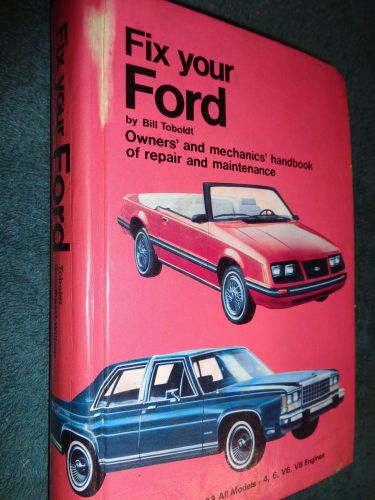 Fix your
Ford
by Bill Toboldt
Owners' and mechanics' handbook
of repair and maintenance
All Models - 4, 6, V6, V8 Engines
Fix your Ford
Toboldt